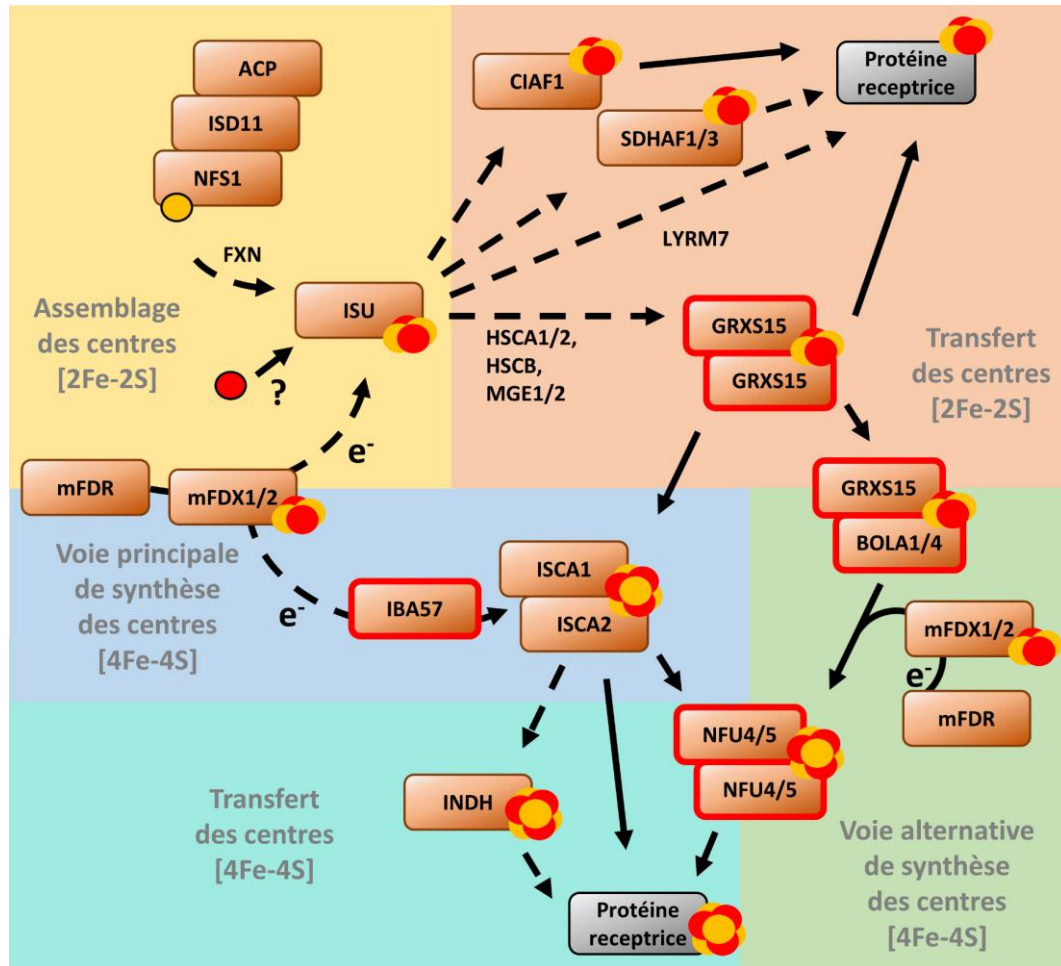 ACP
ISD11
NFS1
FXN
Assemblage
des centres
[2Fe-2S]
ISU
?
e-
CIAF1
SDHAF1/3
Protéine
receptrice
LYRM7
HSCA1/2,
HSCB,
MGE1/2
GRXS15
GRXS15
Transfert
des centres
[2Fe-2S]
mFDR
mFDX1/2
Voie principale
de synthèse
des centres
[4Fe-4S]
e-
IBA57
ISCA1
ISCA2
GRXS15
BOLA1/4
mFDX1/2
e-
mFDR
NFU4/5
NFU4/5
Transfert
des centres
[4Fe-4S]
INDH
Protéine
receptrice
Voie alternative
de synthèse
des centres
[4Fe-4S]